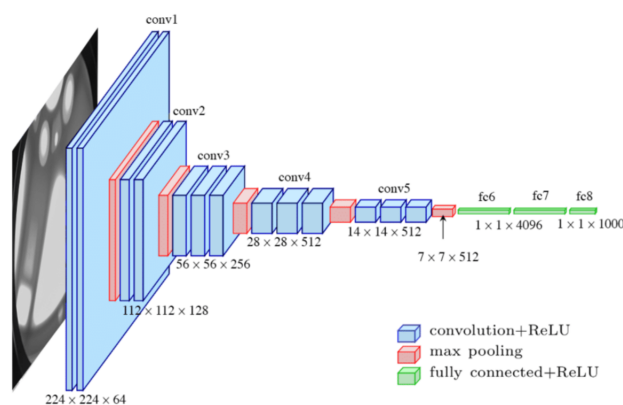 conv1
conv2
conv3
conv4
conv5
fc6
fc7
fc8
1 × 1 × 4096
1 × 1 × 1000
14 × 14 × 512
28 × 28 × 512
7 × 7 × 512
56 × 56 × 256
112 × 112 × 128
224 × 224 × 64
convolution+ReLU
max pooling
fully connected+ReLU